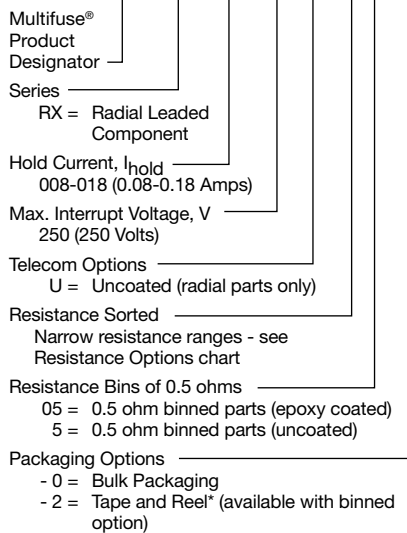 Multifuse®
Product
Designator
Series
RX = Radial Leaded
Component
Hold Current, Ihold
008-018 (0.08-0.18 Amps)
Max. Interrupt Voltage, V
250 (250 Volts)
Telecom Options
U = Uncoated (radial parts only)
Resistance Sorted
Narrow resistance ranges - see
Resistance Options chart
Resistance Bins of 0.5 ohms
05 = 0.5 ohm binned parts (epoxy coated)
5 = 0.5 ohm binned parts (uncoated)
Packaging Options
- 0 = Bulk Packaging
- 2 = Tape and Reel* (available with binned
option)